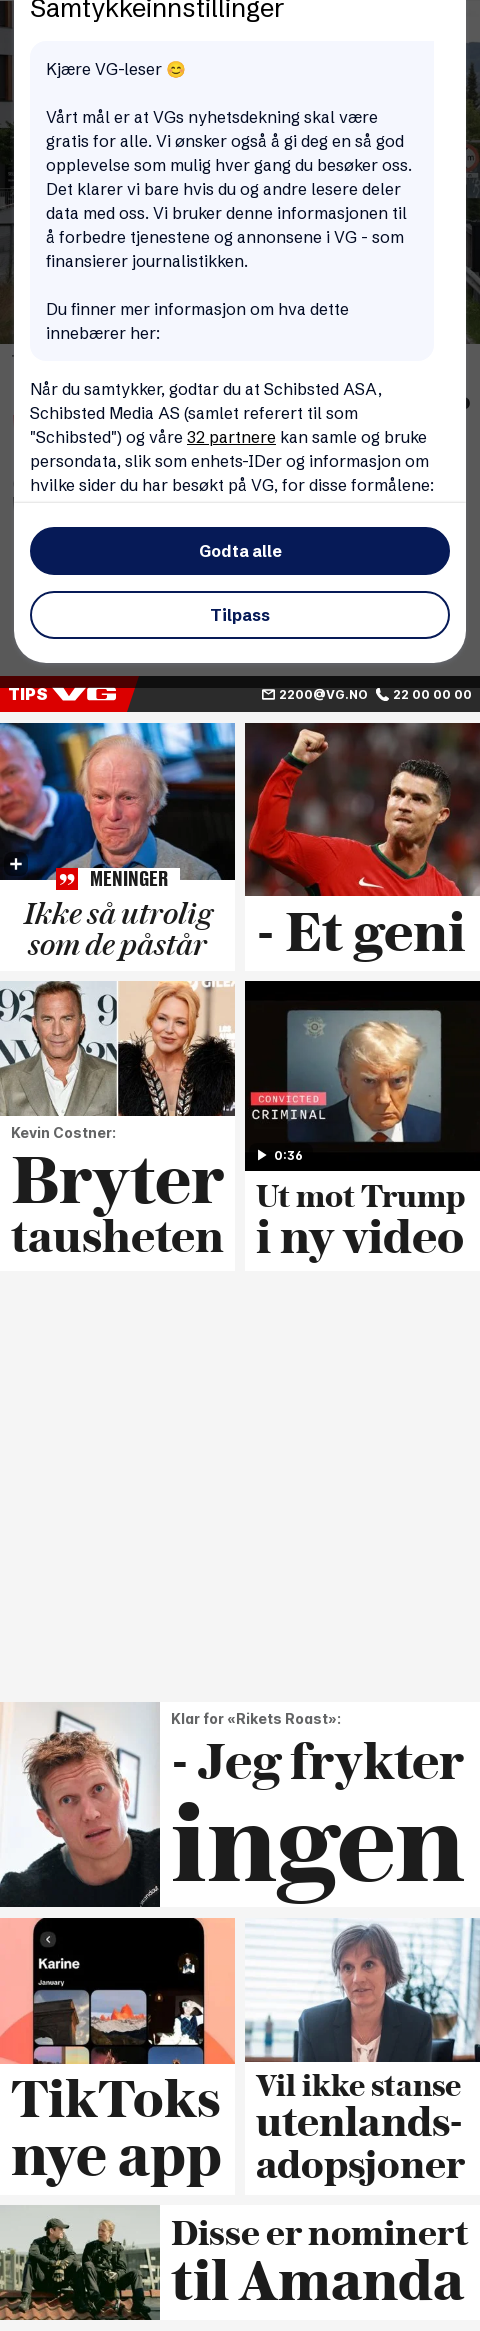 Samtykkeinnstillinger
Kjære VG-leser 😊
Vårt mål er at VGs nyhetsdekning skal være
gratis for alle. Vi ønsker også å gi deg en så god
opplevelse som mulig hver gang du besøker oss.
Det klarer vi bare hvis du og andre lesere deler
data med oss. Vi bruker denne informasjonen til
å forbedre tjenestene og annonsene i VG - som
finansierer journalistikken.
Du finner mer informasjon om hva dette
innebærer her:
Når du samtykker, godtar du at Schibsted ASA,
Schibsted Media AS (samlet referert til som
"Schibsted") og våre 32 partnere kan samle og bruke
persondata, slik som enhets-IDer og informasjon om
hvilke sider du har besøkt på VG, for disse formålene:
Godta alle
Tilpass
TIPS VG 2200@VG.NO 22 00 00 00
MENINGER
Ikke så utrolig
som de påstår
- Et geni
Kevin Costner:
Bryter
tausheten
CONVICTED
CRIMINAL
0:36
Ut mot Trump
i ny video
Klar for «Rikets Roast»:
- Jeg frykter
ingen
Karine
January
TikToks
nye app
Vil ikke stanse
utenlands-
adopsjoner
Disse er nominert
til Amanda